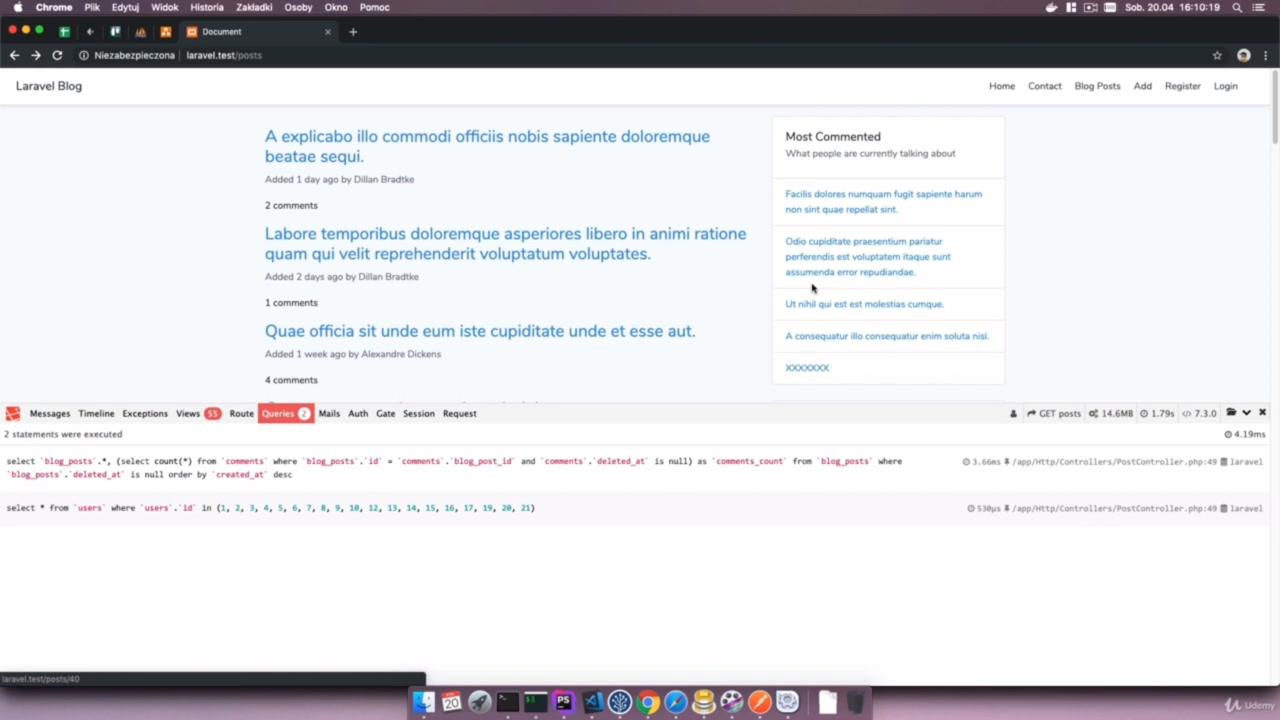 Chrome Plik Edytuj Widok Historia Zakładki Osoby Okno Pomoc Sob. 20.04 16:10:19
Document
Niezabezpieczona laravel.test/posts
Laravel Blog Home Contact Blog Posts Add Register Login
A explicabo illo commodi officiis nobis sapiente doloremque
beatae sequi.
Added 1 day ago by Dillan Bradtke
2 comments
Labore temporibus doloremque asperiores libero in animi ratione
quam qui velit reprehenderit voluptatum voluptates.
Added 2 days ago by Dillan Bradtke
1 comments
Quae officia sit unde eum iste cupiditate unde et esse aut.
Added 1 week ago by Alexandre Dickens
4 comments
Most Commented
What people are currently talking about
Facilis dolores numquam fugit sapiente harum
non sint quae repellat sint.
Odio cupiditate praesentium pariatur
perferendis est voluptatem itaque sunt
assumenda error repudiandae.
Ut nihil qui est est molestias cumque.
A consequatur illo consequatur enim soluta nisi.
XXXXXXX
Messages Timeline Exceptions Views 55 Route Queries 2 Mails Auth Gate Session Request GET posts 14.6MB 1.79s 7.3.0
2 statements were executed 4.19ms
select `blog_posts`.*, (select count(*) from `comments` where `blog_posts`.`id` = `comments`.`blog_post_id` and `comments`.`deleted_at` is null) as `comments_count` from `blog_posts` where 3.66ms /app/Http/Controllers/PostController.php:49 laravel
`blog_posts`.`deleted_at` is null order by `created_at` desc
select * from `users` where `users`.`id` in (1, 2, 3, 4, 5, 6, 7, 8, 9, 10, 12, 13, 14, 15, 16, 17, 19, 20, 21) 530μs /app/Http/Controllers/PostController.php:49 laravel
laravel.test/posts/40
20
PS
Udemy